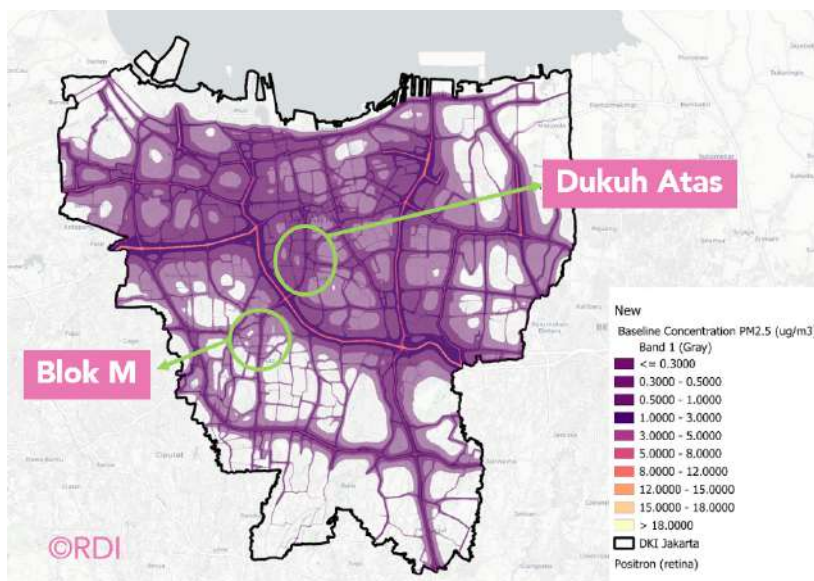 Dukuh Atas
Blok M
New
Baseline Concentration PM2.5 (ug/m3)
Band 1 (Gray)
<= 0.3000
0.3000 - 0.5000
0.5000 - 1.0000
1.0000 - 3.0000
3.0000 - 5.0000
5.0000 - 8.0000
8.0000 - 12.0000
12.0000 - 15.0000
15.0000 - 18.0000
> 18.0000
DKI Jakarta
Positron (retina)
Ciputat
©RDI